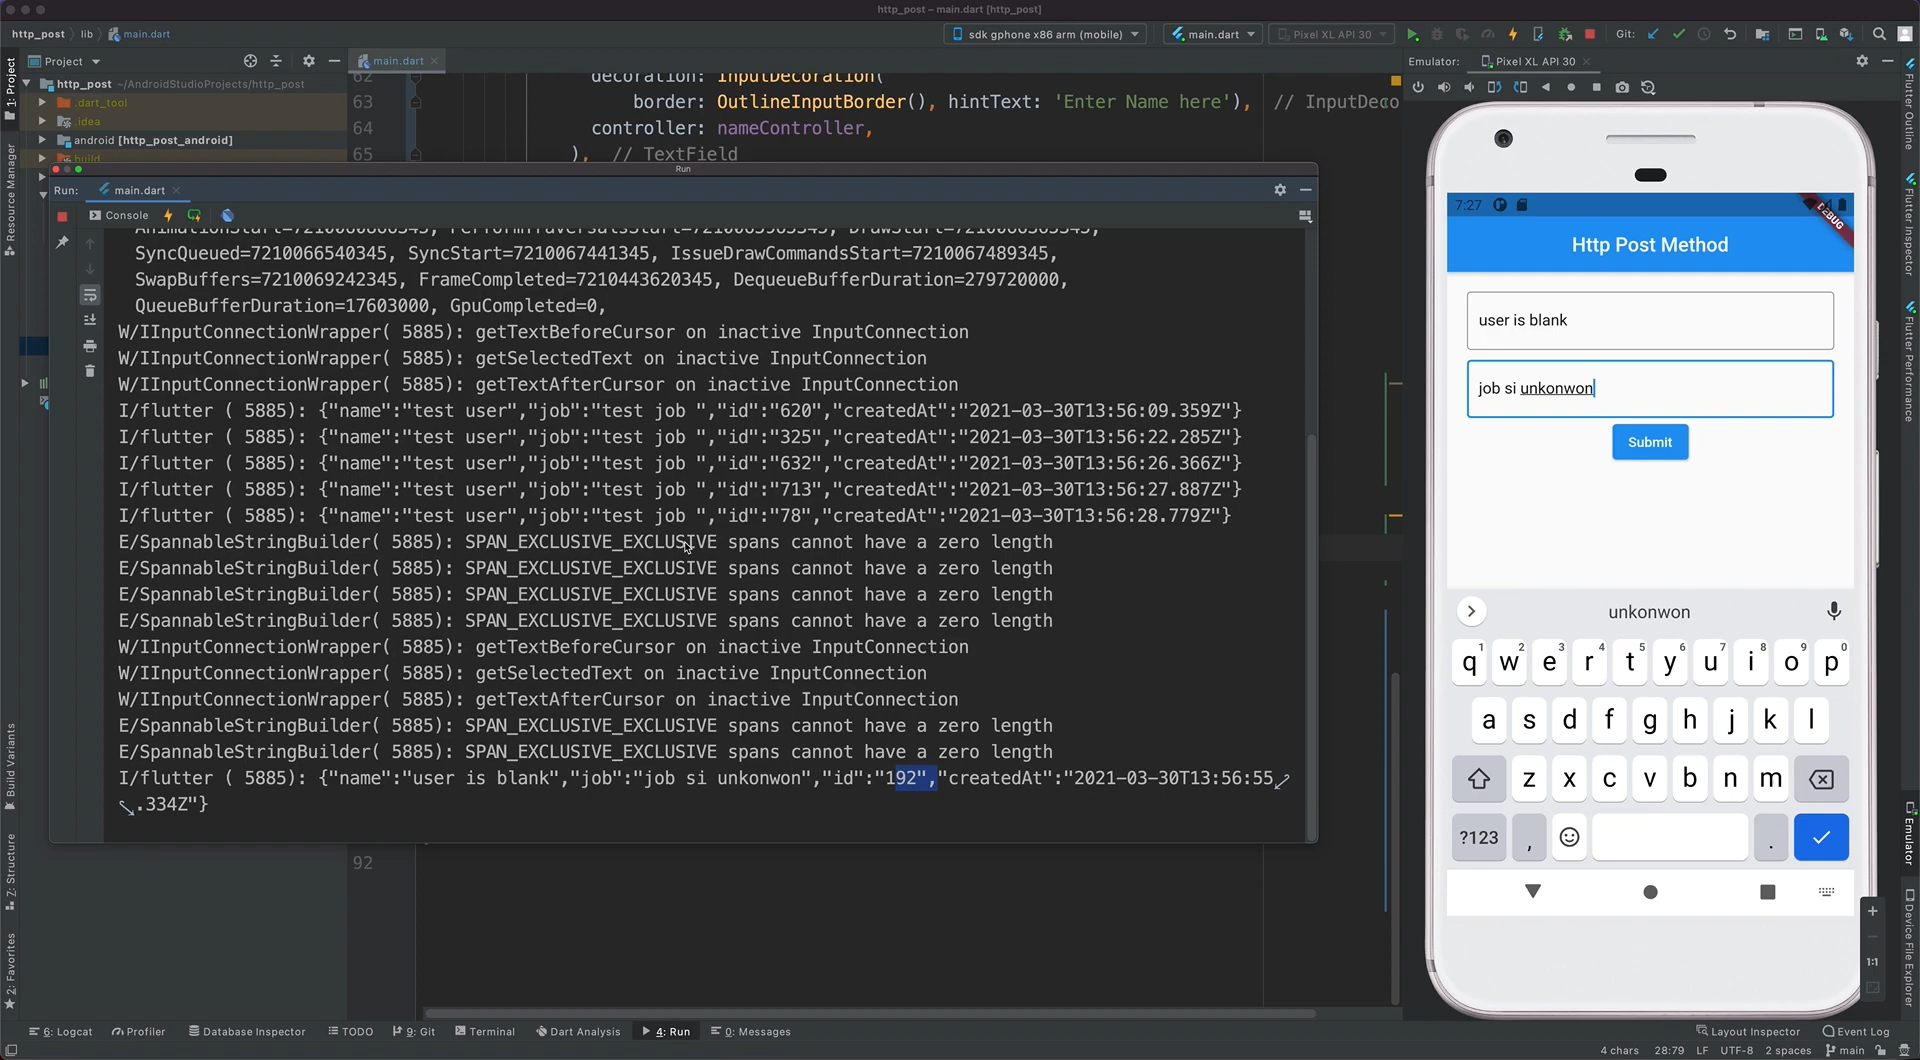 http_post – main.dart [http_post]
http_post lib main.dart
sdk gphone x86 arm (mobile) main.dart Pixel XL API 30 Git:
Project main.dart
Emulator: Pixel XL API 30
http_post ~/AndroidStudioProjects/http_post
.dart_tool
.idea
android [http_post_android]
build
62 decoration: InputDecoration(
63 border: OutlineInputBorder(), hintText: 'Enter Name here'), // InputDeco
64 controller: nameController,
65 ), // TextField
Run
Run: main.dart
Console
SyncQueued=7210066540345, SyncStart=7210067441345, IssueDrawCommandsStart=7210067489345,
SwapBuffers=7210069242345, FrameCompleted=7210443620345, DequeueBufferDuration=279720000,
QueueBufferDuration=17603000, GpuCompleted=0,
W/IInputConnectionWrapper( 5885): getTextBeforeCursor on inactive InputConnection
W/IInputConnectionWrapper( 5885): getSelectedText on inactive InputConnection
W/IInputConnectionWrapper( 5885): getTextAfterCursor on inactive InputConnection
I/flutter ( 5885): {"name":"test user","job":"test job ","id":"620","createdAt":"2021-03-30T13:56:09.359Z"}
I/flutter ( 5885): {"name":"test user","job":"test job ","id":"325","createdAt":"2021-03-30T13:56:22.285Z"}
I/flutter ( 5885): {"name":"test user","job":"test job ","id":"632","createdAt":"2021-03-30T13:56:26.366Z"}
I/flutter ( 5885): {"name":"test user","job":"test job ","id":"713","createdAt":"2021-03-30T13:56:27.887Z"}
I/flutter ( 5885): {"name":"test user","job":"test job ","id":"78","createdAt":"2021-03-30T13:56:28.779Z"}
E/SpannableStringBuilder( 5885): SPAN_EXCLUSIVE_EXCLUSIVE spans cannot have a zero length
E/SpannableStringBuilder( 5885): SPAN_EXCLUSIVE_EXCLUSIVE spans cannot have a zero length
E/SpannableStringBuilder( 5885): SPAN_EXCLUSIVE_EXCLUSIVE spans cannot have a zero length
E/SpannableStringBuilder( 5885): SPAN_EXCLUSIVE_EXCLUSIVE spans cannot have a zero length
W/IInputConnectionWrapper( 5885): getTextBeforeCursor on inactive InputConnection
W/IInputConnectionWrapper( 5885): getSelectedText on inactive InputConnection
W/IInputConnectionWrapper( 5885): getTextAfterCursor on inactive InputConnection
E/SpannableStringBuilder( 5885): SPAN_EXCLUSIVE_EXCLUSIVE spans cannot have a zero length
E/SpannableStringBuilder( 5885): SPAN_EXCLUSIVE_EXCLUSIVE spans cannot have a zero length
I/flutter ( 5885): {"name":"user is blank","job":"job si unkonwon","id":"192","createdAt":"2021-03-30T13:56:55
.334Z"}
92
7:27
DEBUG
Http Post Method
user is blank
job si unkonwon
Submit
unkonwon
q1 w2 e3 r4 t5 y6 u7 i8 o9 p0
a s d f g h j k l
z x c v b n m
?123 , .
1:1
1: Project
Resource Manager
Build Variants
Z: Structure
2: Favorites
Flutter Outline
Flutter Inspector
Flutter Performance
Emulator
Device File Explorer
6: Logcat Profiler Database Inspector TODO 9: Git Terminal Dart Analysis 4: Run 0: Messages Layout Inspector Event Log
4 chars 28:79 LF UTF-8 2 spaces main